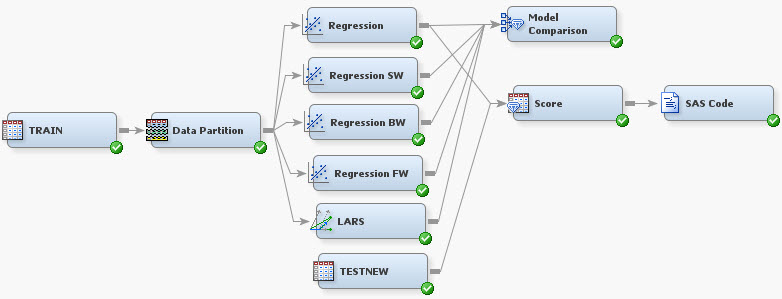 TRAIN
Data Partition
Regression
Regression SW
Regression BW
Regression FW
LARS
TESTNEW
Model
Comparison
Score
SAS Code